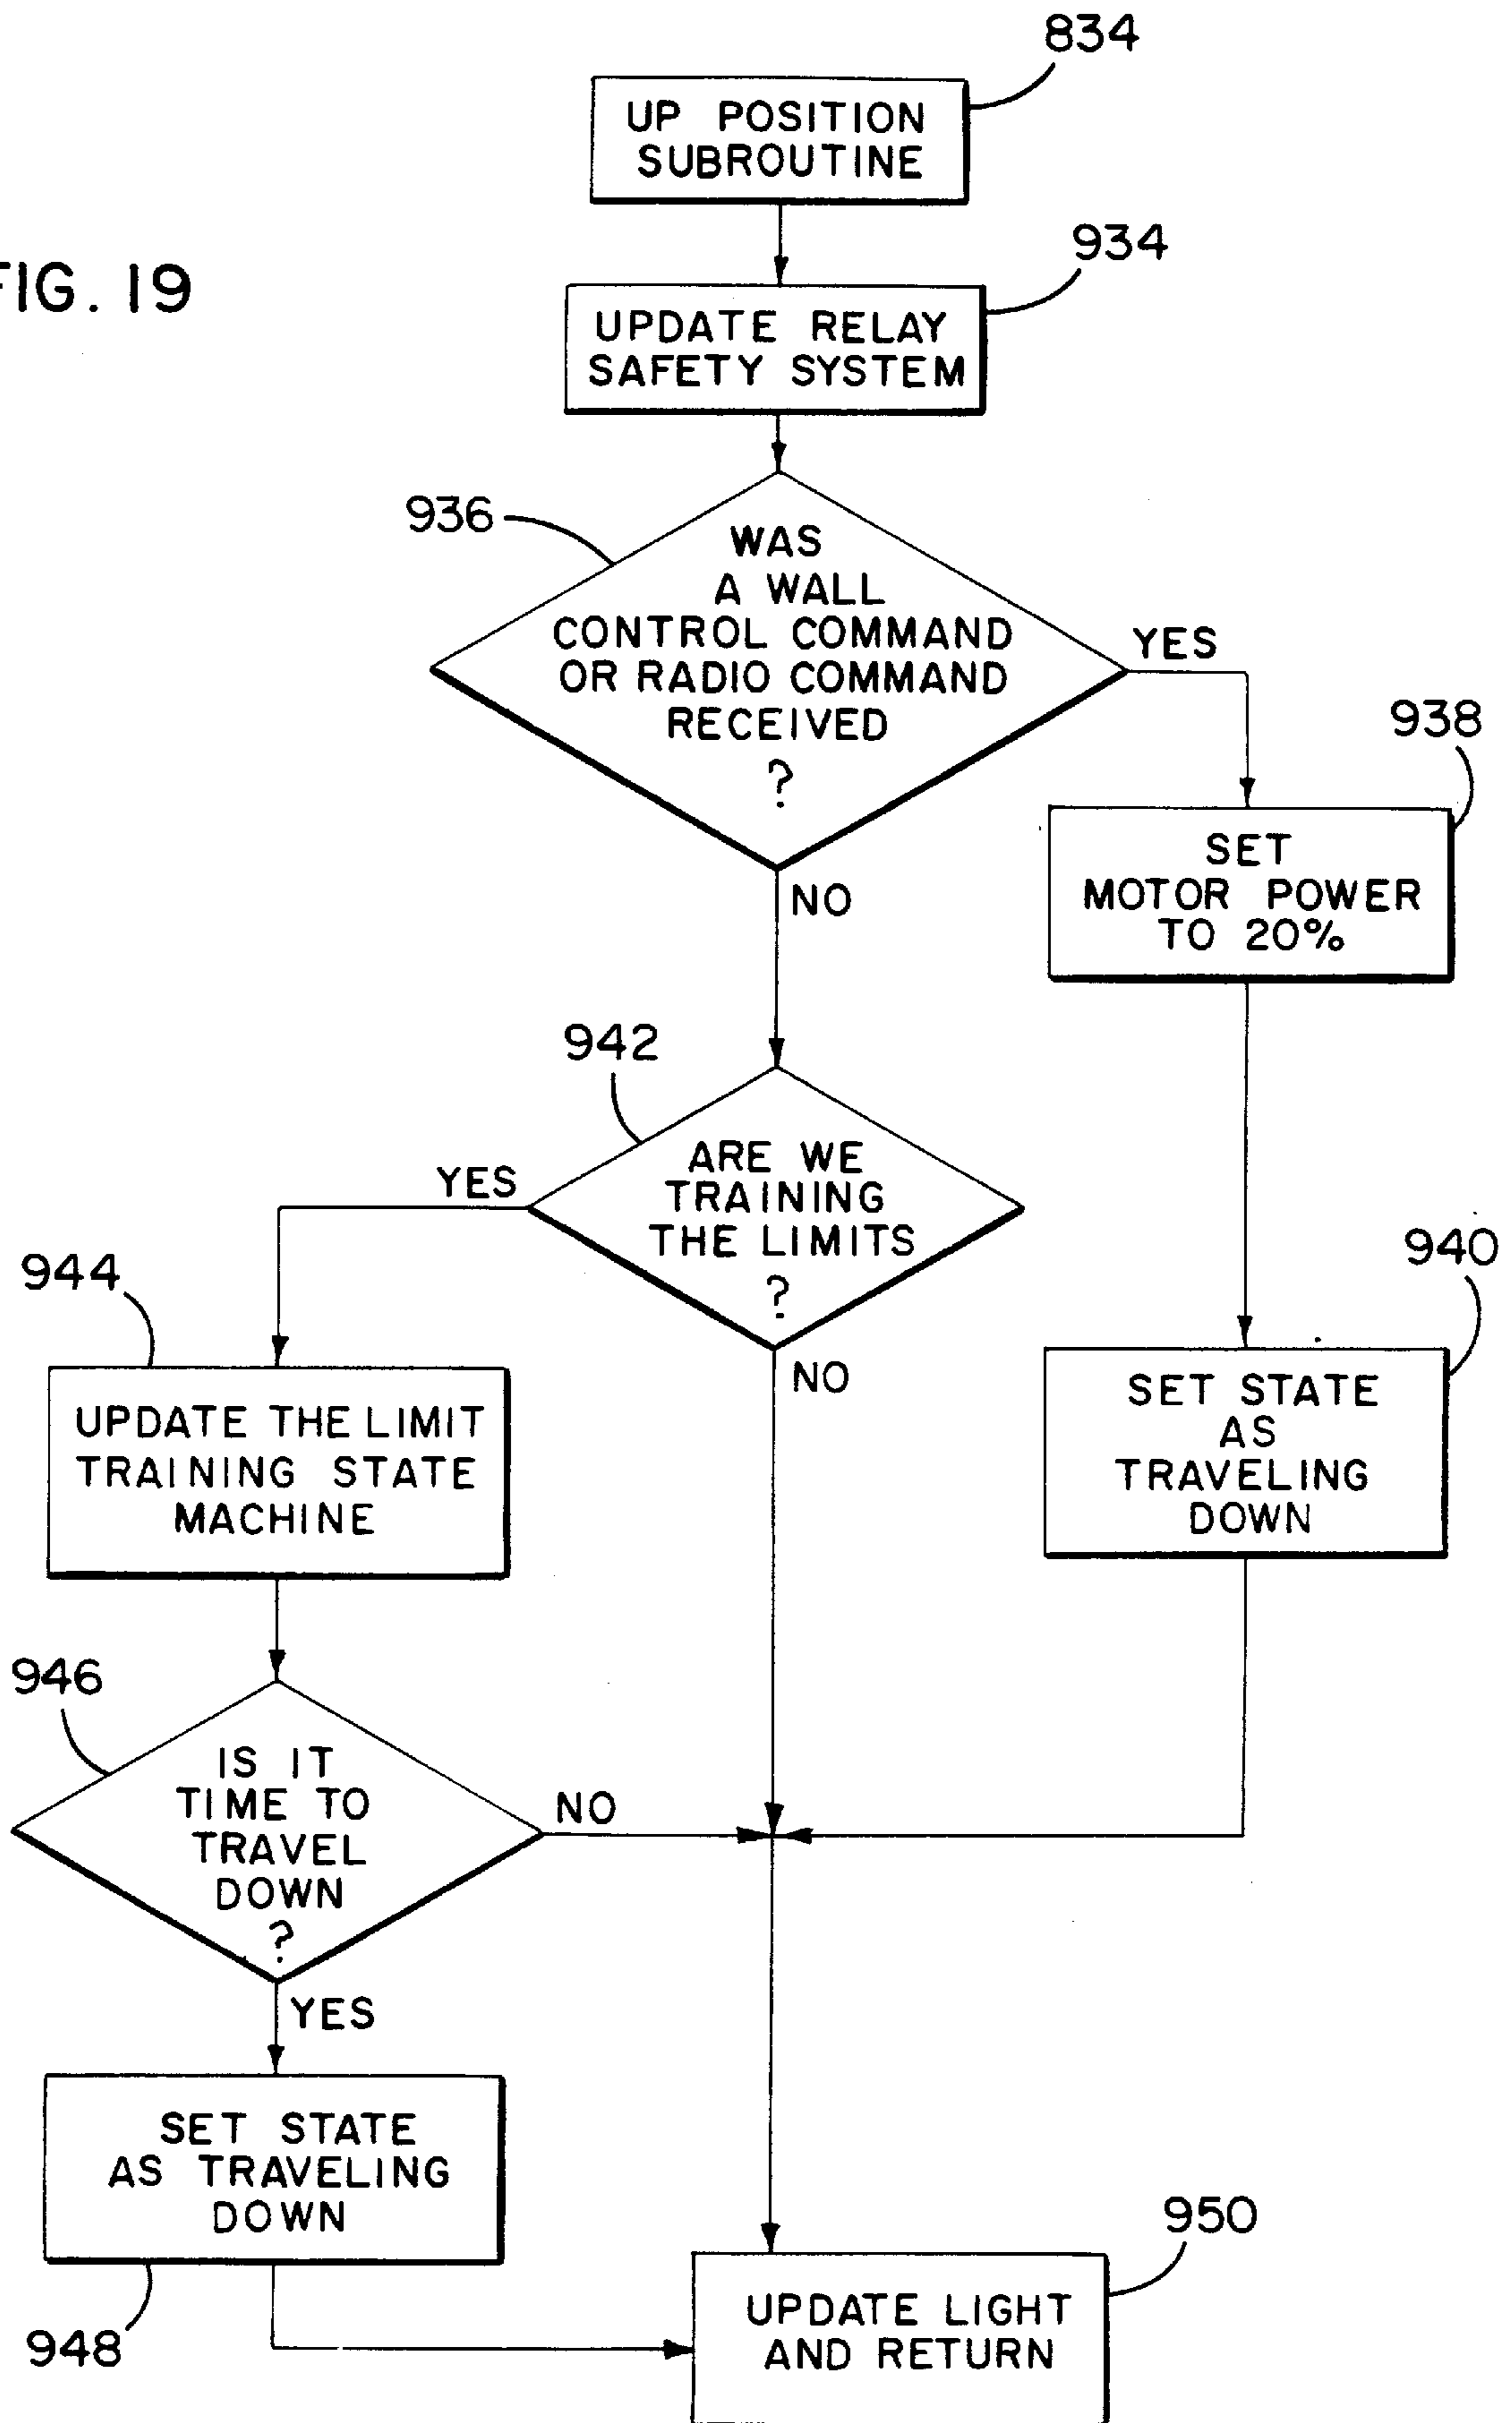 834
UP POSITION
SUBROUTINE
FIG. 19
934
UPDATE RELAY
SAFETY SYSTEM
936
WAS
A WALL
CONTROL COMMAND
OR RADIO COMMAND
RECEIVED
?
YES
NO
938
SET
MOTOR POWER
TO 20%
942
ARE WE
TRAINING
THE LIMITS
?
YES
NO
940
SET STATE
AS
TRAVELING
DOWN
944
UPDATE THE LIMIT
TRAINING STATE
MACHINE
946
IS IT
TIME TO
TRAVEL
DOWN
?
NO
YES
SET STATE
AS TRAVELING
DOWN
948
950
UPDATE LIGHT
AND RETURN